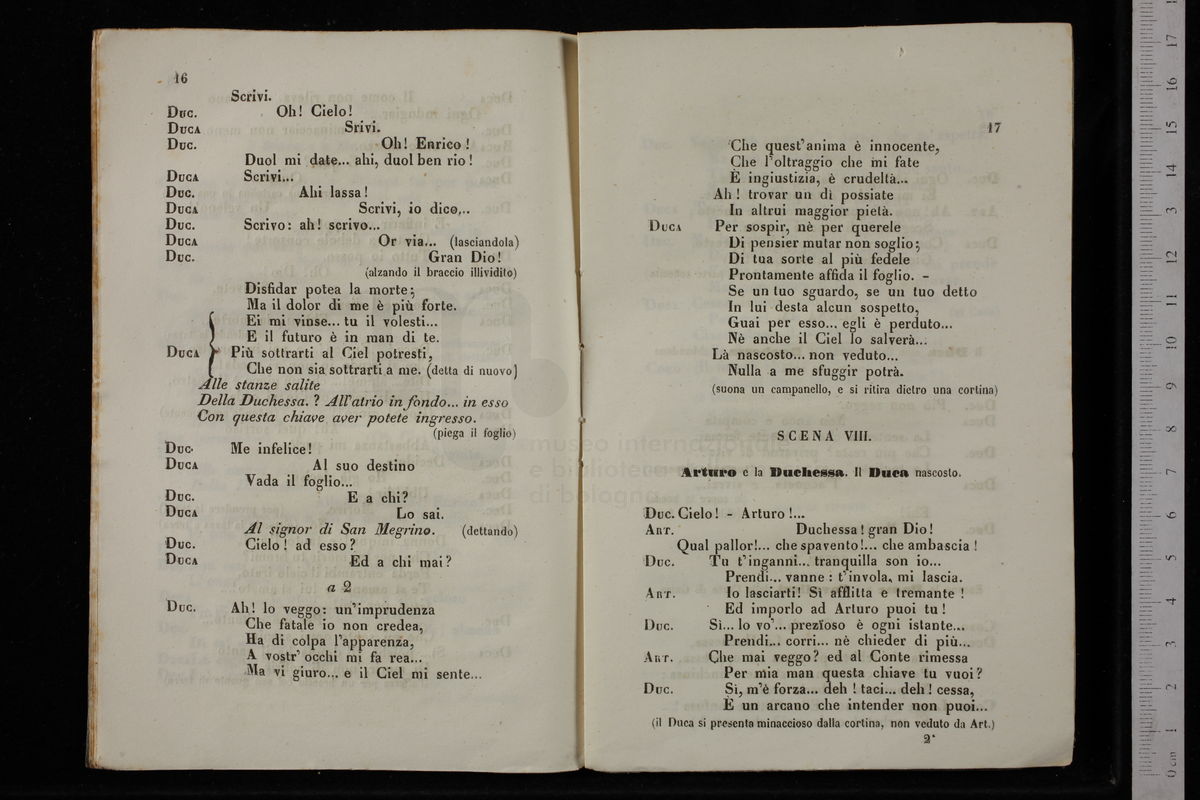 16
Scrivi.
Duc. Oh! Cielo!
Duca Srivi.
Duc. Oh! Enrico!
Duol mi date... ahi, duol ben rio!
Duca Scrivi...
Duc. Ahi lassa!
Duca Scrivi, io dico...
Duc. Scrivo: ah! scrivo...
Duca Or via... (lasciandola)
Duc. Gran Dio!
(alzando il braccio illividito)
Disfidar potea la morte;
Ma il dolor di me è più forte.
Ei mi vinse... tu il volesti...
E il futuro è in man di te.
Duca Più sottrarti al Ciel potresti,
Che non sia sottrarti a me. (detta di nuovo)
Alle stanze salite
Della Duchessa. ? All'atrio in fondo... in esso
Con questa chiave aver potete ingresso.
(piega il foglio)
Duc. Me infelice!
Duca Al suo destino
Vada il foglio...
Duc. E a chi?
Duca Lo sai.
Al signor di San Megrino. (dettando)
Duc. Cielo! ad esso?
Duca Ed a chi mai?
a 2
Duc. Ah! lo veggo: un'imprudenza
Che fatale io non credea,
Ha di colpa l'apparenza,
A vostr' occhi mi fa rea...
Ma vi giuro... e il Ciel mi sente...
17
Che quest'anima è innocente,
Che l'oltraggio che mi fate
È ingiustizia, è crudeltà...
Ah! trovar un dì possiate
In altrui maggior pietà.
Duca Per sospir, nè per querele
Di pensier mutar non soglio;
Di tua sorte al più fedele
Prontamente affida il foglio. -
Se un tuo sguardo, se un tuo detto
In lui desta alcun sospetto,
Guai per esso... egli è perduto...
Nè anche il Ciel lo salverà...
Là nascosto... non veduto...
Nulla a me sfuggir potrà.
(suona un campanello, e si ritira dietro una cortina)
SCENA VIII.
Arturo e la Duchessa. Il Duca nascosto.
Duc. Cielo! - Arturo!...
Art. Duchessa! gran Dio!
Qual pallor!... che spavento!... che ambascia!
Duc. Tu t'inganni... tranquilla son io...
Prendi... vanne: t'invola, mi lascia.
Art. Io lasciarti! Sì afflitta e tremante!
Ed imporlo ad Arturo puoi tu!
Duc. Sì... lo vo'... prezïoso è ogni istante...
Prendi... corri... nè chieder di più...
Art. Che mai veggo? ed al Conte rimessa
Per mia man questa chiave tu vuoi?
Duc. Sì, m'è forza... deh! taci... deh! cessa,
È un arcano che intender non puoi...
(il Duca si presenta minaccioso dalla cortina, non veduto da Art.)
2*
museo internazionale
e biblioteca
di bologna